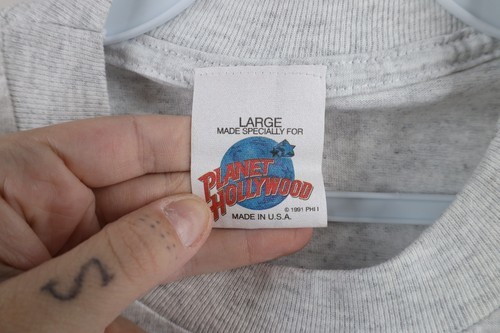 LARGE
MADE SPECIALLY FOR
PLANET
HOLLYWOOD
© 1991 PHI I
MADE IN U.S.A.
S